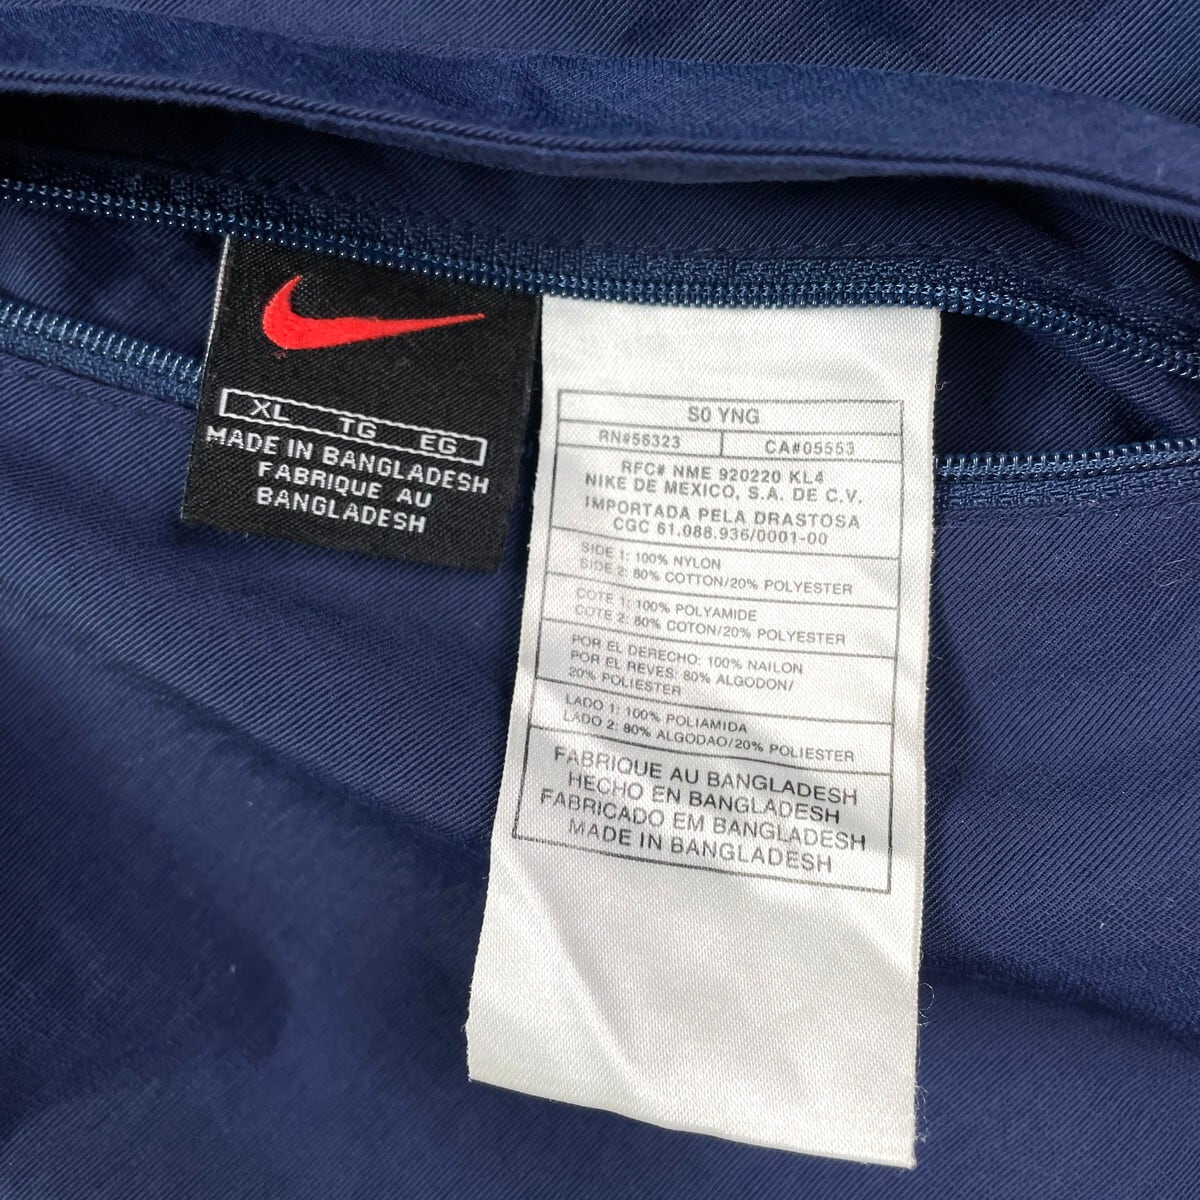 XL TG EG
MADE IN BANGLADESH
FABRIQUE AU
BANGLADESH
S0 YNG
RN#56323 CA#05553
RFC# NME 920220 KL4
NIKE DE MEXICO, S.A. DE C.V.
IMPORTADA PELA DRASTOSA
CGC 61.088.936/0001-00
SIDE 1: 100% NYLON
SIDE 2: 80% COTTON/20% POLYESTER
COTE 1: 100% POLYAMIDE
COTE 2: 80% COTON/20% POLYESTER
POR EL DERECHO: 100% NAILON
POR EL REVES: 80% ALGODON/
20% POLIESTER
LADO 1: 100% POLIAMIDA
LADO 2: 80% ALGODAO/20% POLIESTER
FABRIQUE AU BANGLADESH
HECHO EN BANGLADESH
FABRICADO EM BANGLADESH
MADE IN BANGLADESH